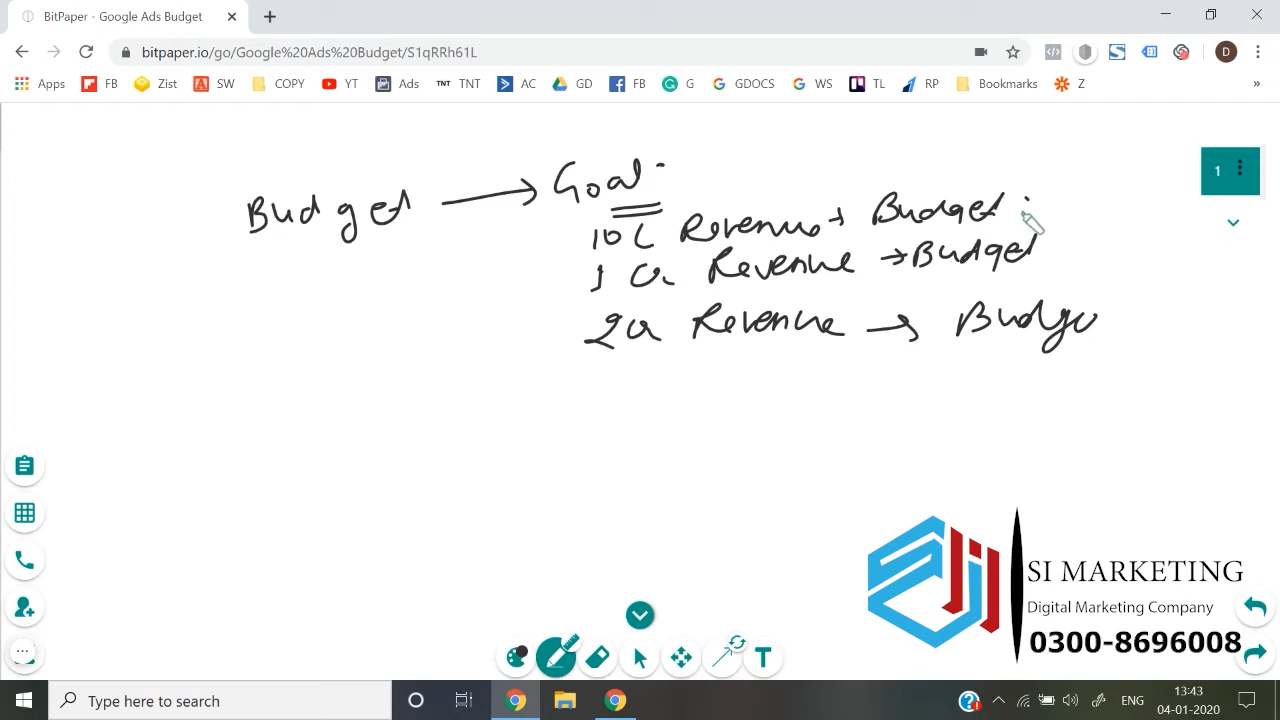 BitPaper - Google Ads Budget
bitpaper.io/go/Google%20Ads%20Budget/S1qRRh61L
D
Apps FB Zist SW COPY YT Ads TNT TNT AC GD FB G GDOCS WS TL RP Bookmarks Z »
1
Budget → Goal
10 L Revenue → Budget
1 Cr Revenue → Budget
2 Cr Revenue → Budge
SI MARKETING
Digital Marketing Company
0300-8696008
T
Type here to search
ENG
13:43
04-01-2020